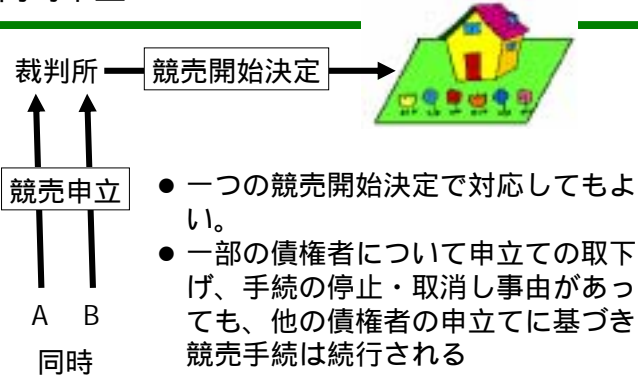 裁判所
競売開始決定
競売申立
A B
同時
● 一つの競売開始決定で対応してもよ
い。
● 一部の債権者について申立ての取下
げ、手続の停止・取消し事由があっ
ても、他の債権者の申立てに基づき
競売手続は続行される